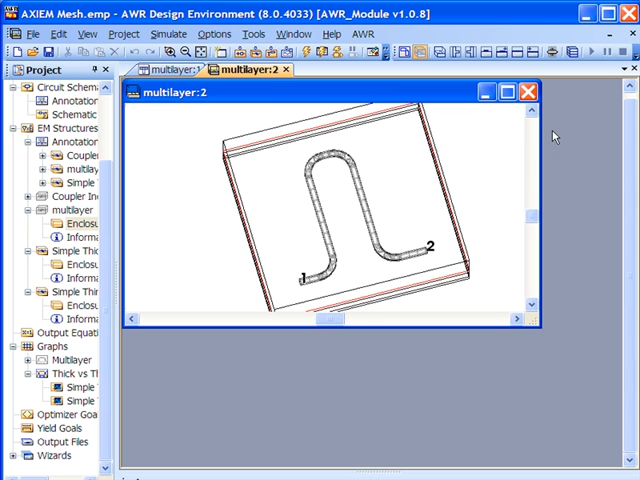 AXIEM Mesh.emp - AWR Design Environment (8.0.4033) [AWR_Module v1.0.8]
File Edit View Project Simulate Options Tools Window Help AWR
Project
multilayer:1 multilayer:2
multilayer:2
Circuit Schema
Annotation
Schematic
EM Structures
Annotation
Couple
multilay
Simple
Coupler In
multilayer
Enclosu
Informa
Simple Thic
Enclosu
Informa
Simple Thin
Enclosu
Informa
Output Equati
Graphs
Multilayer
Thick vs Th
Simple
Simple
Optimizer Goa
Yield Goals
Output Files
Wizards
1
2